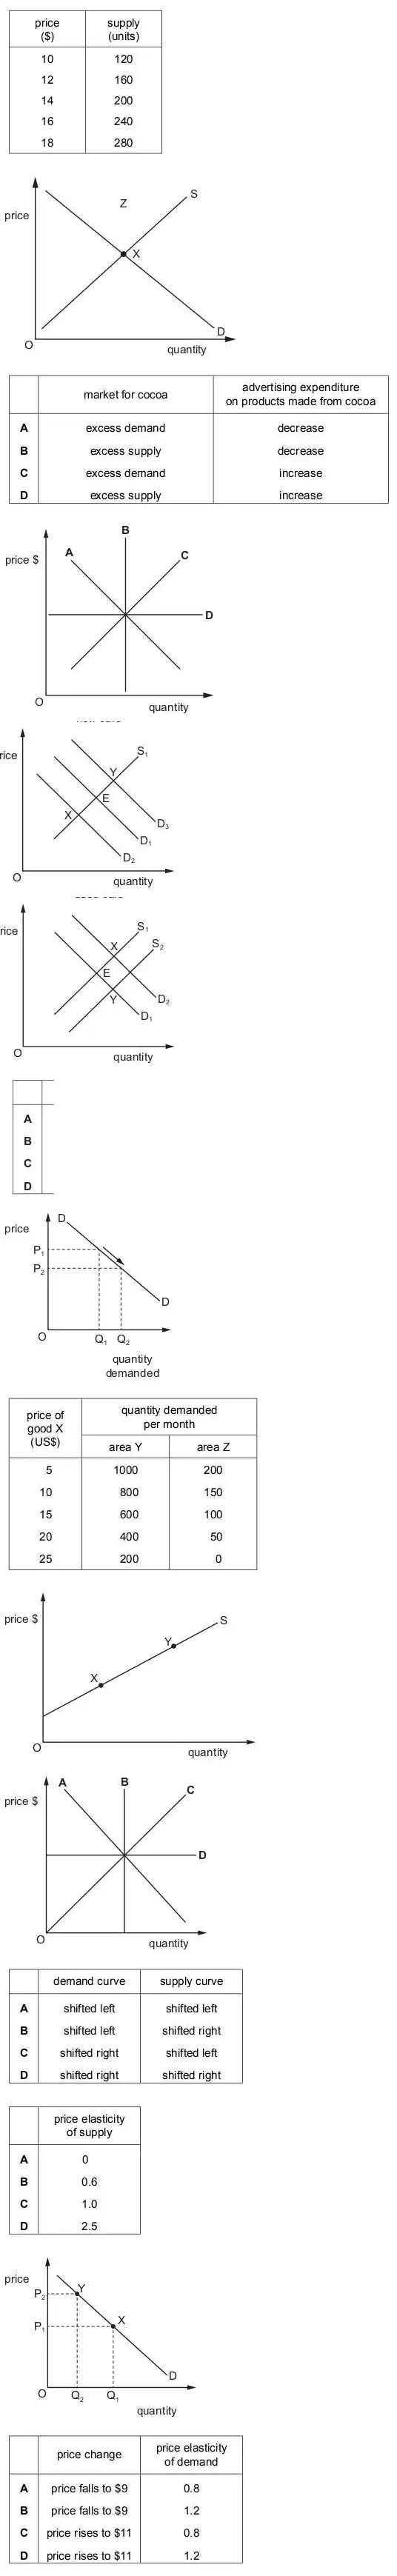 price supply
($) (units)
10 120
12 160
14 200
16 240
18 280
price
Z
S
X
D
O
quantity
market for cocoa advertising expenditure
on products made from cocoa
A excess demand decrease
B excess supply decrease
C excess demand increase
D excess supply increase
B
A
C
price $
D
O
quantity
rice
S1
Y
E
X
D3
D1
D2
O
quantity
rice
S1
X
S2
E
Y
D2
D1
O
quantity
A
B
C
D
D
price
P1
P2
D
O Q1 Q2
quantity
demanded
price of quantity demanded
good X per month
(US$) area Y area Z
5 1000 200
10 800 150
15 600 100
20 400 50
25 200 0
price $
S
Y
X
O
quantity
A B
C
price $
D
O
quantity
demand curve supply curve
A shifted left shifted left
B shifted left shifted right
C shifted right shifted left
D shifted right shifted right
price elasticity
of supply
A 0
B 0.6
C 1.0
D 2.5
price
P2 Y
P1 X
D
O Q2 Q1
quantity
price change price elasticity
of demand
A price falls to $9 0.8
B price falls to $9 1.2
C price rises to $11 0.8
D price rises to $11 1.2